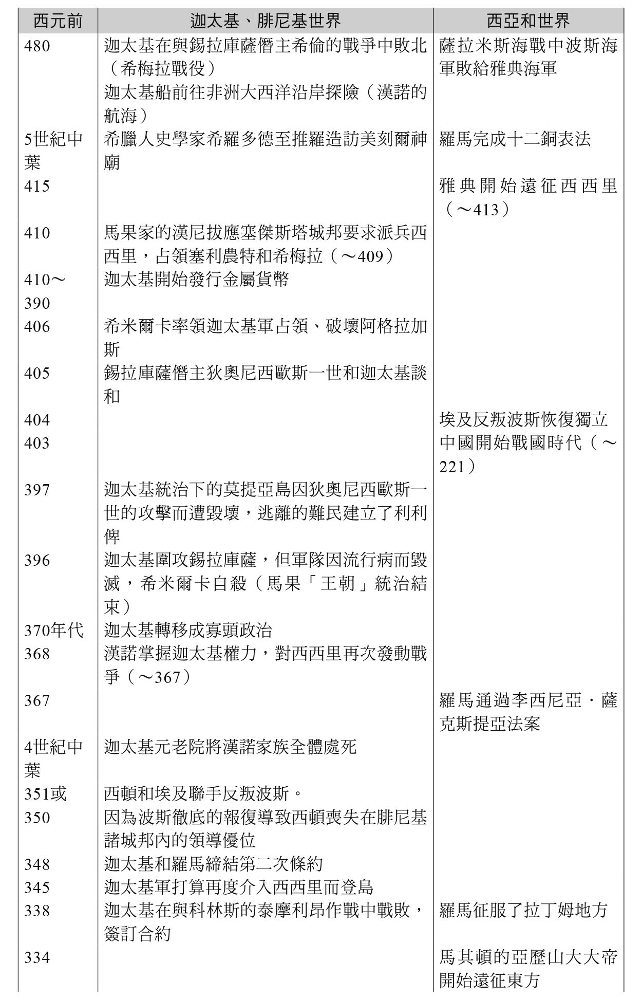 西元前 迦太基、腓尼基世界 西亞和世界
480 迦太基在與錫拉庫薩僭主希倫的戰爭中敗北 薩拉米斯海戰中波斯海
（希梅拉戰役） 軍敗給雅典海軍
迦太基船前往非洲大西洋沿岸探險（漢諾的
航海）
5世紀中 希臘人史學家希羅多德至推羅造訪美刻爾神 羅馬完成十二銅表法
葉 廟
415 雅典開始遠征西西里
（～413）
410 馬果家的漢尼拔應塞傑斯塔城邦要求派兵西
西里，占領塞利農特和希梅拉（～409）
410～ 迦太基開始發行金屬貨幣
390
406 希米爾卡率領迦太基軍占領、破壞阿格拉加
斯
405 錫拉庫薩僭主狄奧尼西歐斯一世和迦太基談
和
404 埃及反叛波斯恢復獨立
403 中國開始戰國時代（～
221）
397 迦太基統治下的莫提亞島因狄奧尼西歐斯一
世的攻擊而遭毀壞，逃離的難民建立了利利
俾
396 迦太基圍攻錫拉庫薩，但軍隊因流行病而毀
滅，希米爾卡自殺（馬果「王朝」統治結
束）
370年代 迦太基轉移成寡頭政治
368 漢諾掌握迦太基權力，對西西里再次發動戰
爭（～367）
367 羅馬通過李西尼亞．薩
克斯提亞法案
4世紀中 迦太基元老院將漢諾家族全體處死
葉
351或 西頓和埃及聯手反叛波斯。
350 因為波斯徹底的報復導致西頓喪失在腓尼基
諸城邦內的領導優位
348 迦太基和羅馬締結第二次條約
345 迦太基軍打算再度介入西西里而登島
338 迦太基在與科林斯的泰摩利昂作戰中戰敗， 羅馬征服了拉丁姆地方
簽訂合約
334 馬其頓的亞歷山大大帝
開始遠征東方